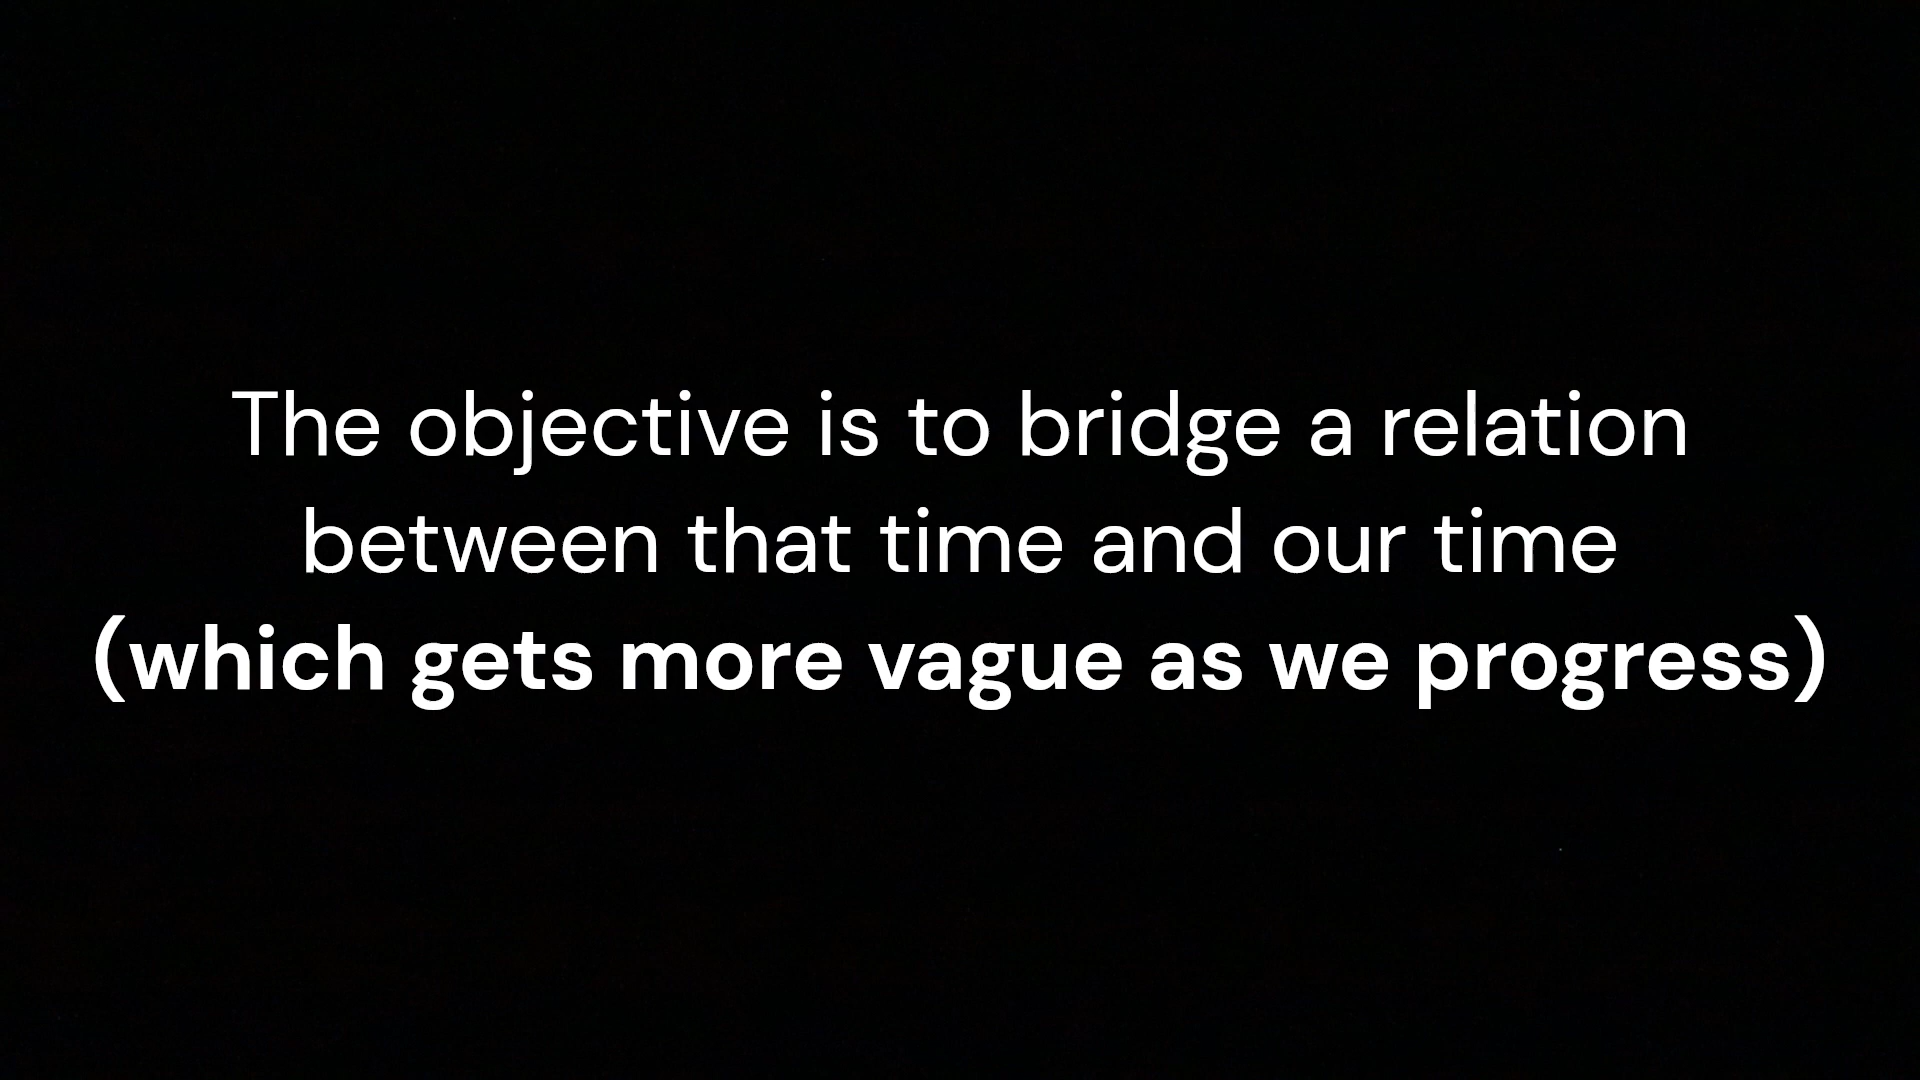 The objective is to bridge a relation
between that time and our time
(which gets more vague as we progress)